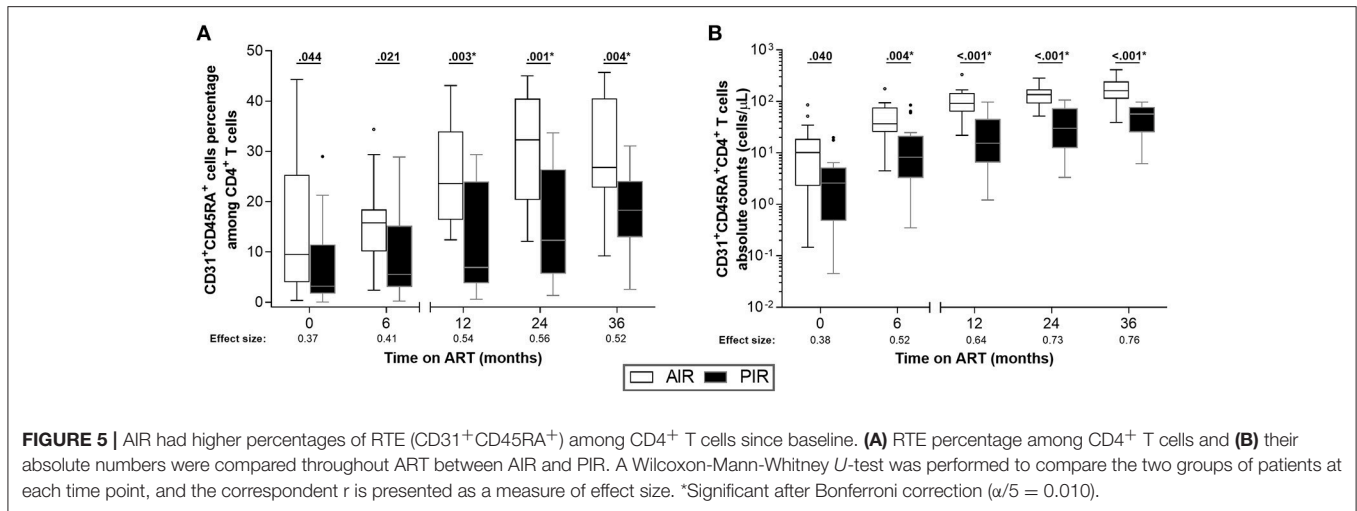 A
.044 .021 .003* .001* .004*
50
40
30
20
10
0
CD31+CD45RA+ cells percentage
among CD4+ T cells
0 6 12 24 36
Effect size: 0.37 0.41 0.54 0.56 0.52
Time on ART (months)
B
.040 .004* <.001* <.001* <.001*
10³
10²
10¹
10⁰
10⁻¹
10⁻²
CD31+CD45RA+CD4+ T cells
absolute counts (cells/μL)
0 6 12 24 36
Effect size: 0.38 0.52 0.64 0.73 0.76
Time on ART (months)
AIR PIR
FIGURE 5 | AIR had higher percentages of RTE (CD31+CD45RA+) among CD4+ T cells since baseline. (A) RTE percentage among CD4+ T cells and (B) their
absolute numbers were compared throughout ART between AIR and PIR. A Wilcoxon-Mann-Whitney U-test was performed to compare the two groups of patients at
each time point, and the correspondent r is presented as a measure of effect size. *Significant after Bonferroni correction (α/5 = 0.010).